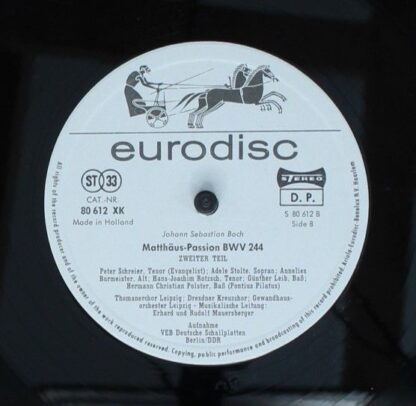 eurodisc
ST 33
CAT.-NR.
80 612 XK
Made in Holland
STEREO
D. P.
S 80 612 B
Side 8
Johann Sebastian Bach
Matthäus-Passion BWV 244
ZWEITER TEIL
Peter Schreier, Tenor (Evangelist); Adele Stolte, Sopran; Annelies
Burmeister, Alt; Hans-Joachim Rotzsch, Tenor; Günther Leib, Baß;
Hermann Christian Polster, Baß (Pontius Pilatus)
Thomanerchor Leipzig; Dresdner Kreuzchor; Gewandhaus-
orchester Leipzig - Musikalische Leitung:
Erhard und Rudolf Mauersberger
Aufnahme
VEB Deutsche Schallplatten
Berlin/DDR
All rights of the record producer and of the owner of the work reproduced reserved. Copying, public performance and broadcasting of this record prohibited Ariola-Eurodisc-Benelux N.V. Haarlem